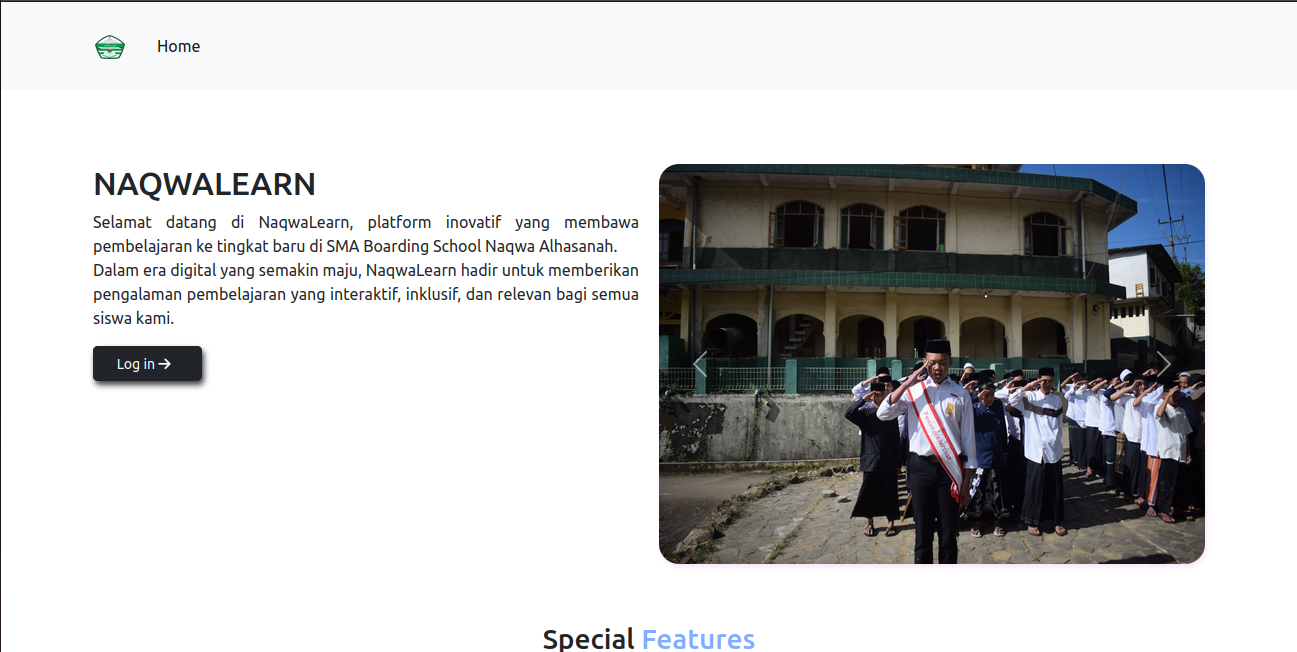 Home
NAQWALEARN
Selamat datang di NaqwaLearn, platform inovatif yang membawa
pembelajaran ke tingkat baru di SMA Boarding School Naqwa Alhasanah.
Dalam era digital yang semakin maju, NaqwaLearn hadir untuk memberikan
pengalaman pembelajaran yang interaktif, inklusif, dan relevan bagi semua
siswa kami.
Log in
Special Features